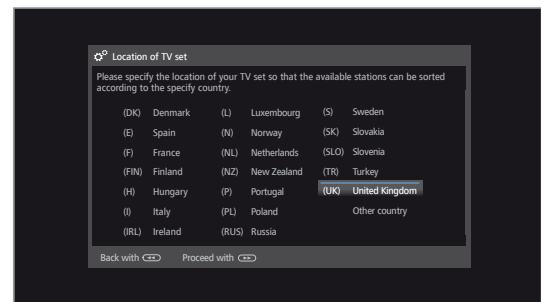 Location of TV set
Please specify the location of your TV set so that the available stations can be sorted
according to the specify country.
(DK) Denmark (L) Luxembourg (S) Sweden
(E) Spain (N) Norway (SK) Slovakia
(F) France (NL) Netherlands (SLO) Slovenia
(FIN) Finland (NZ) New Zealand (TR) Turkey
(H) Hungary (P) Portugal (UK) United Kingdom
(I) Italy (PL) Poland Other country
(IRL) Ireland (RUS) Russia
Back with Proceed with